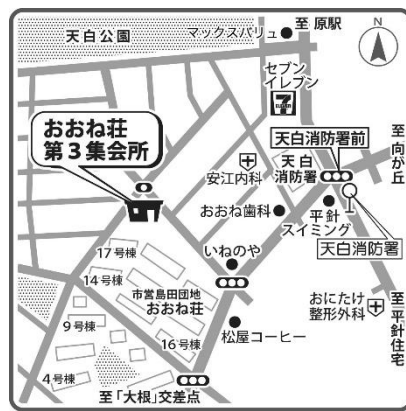 至 原駅
N
天白公園
マックスバリュ
セブン
イレブン
7
ELEVEN
おおね荘
第3集会所
天白消防署前
至 向が丘
安江内科
天白
消防署
おおね歯科
平針
スイミング
天白消防署
17号棟
いねのや
14号棟
市営島田団地
おおね荘
9号棟
16号棟
松屋コーヒー
おにたけ
整形外科
至 平針住宅
4号棟
至「大根」交差点